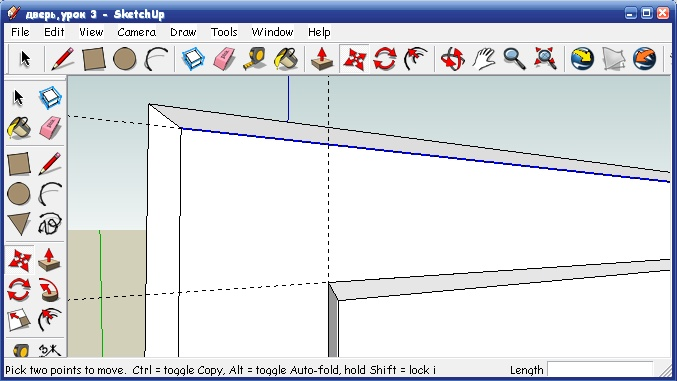 дверь,урок 3 - SketchUp
File Edit View Camera Draw Tools Window Help
Pick two points to move. Ctrl = toggle Copy, Alt = toggle Auto-fold, hold Shift = lock i
Length